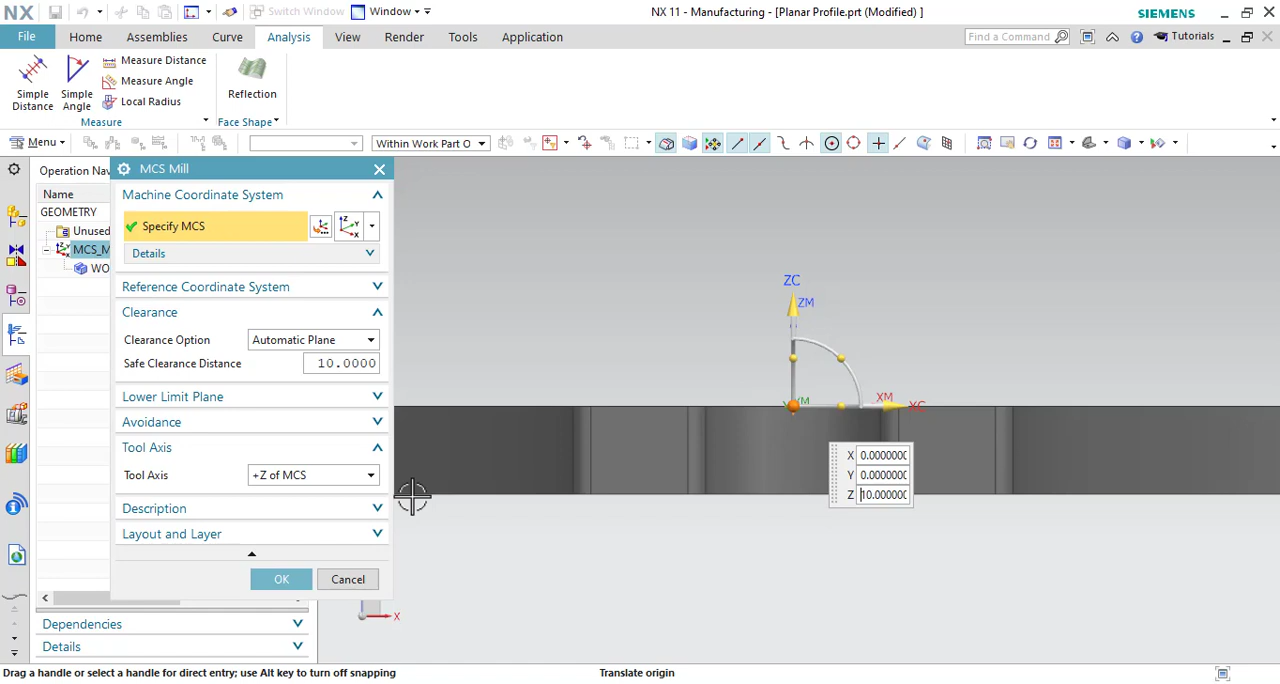 NX
Switch Window
Window
NX 11 - Manufacturing - [Planar Profile.prt (Modified) ]
SIEMENS
File
Home
Assemblies
Curve
Analysis
View
Render
Tools
Application
Find a Command
Tutorials
Simple Distance
Simple Angle
Measure Distance
Measure Angle
Local Radius
Measure
Reflection
Face Shape
Menu
Within Work Part O
Operation Nav
Name
GEOMETRY
Unused
MCS_M
WO
MCS Mill
Machine Coordinate System
Specify MCS
Details
Reference Coordinate System
Clearance
Clearance Option
Automatic Plane
Safe Clearance Distance
10.0000
Lower Limit Plane
Avoidance
Tool Axis
Tool Axis
+Z of MCS
Description
Layout and Layer
OK
Cancel
Dependencies
Details
ZC
ZM
XM
XC
X 0.0000000
Y 0.0000000
Z 10.000000
X
Drag a handle or select a handle for direct entry; use Alt key to turn off snapping
Translate origin